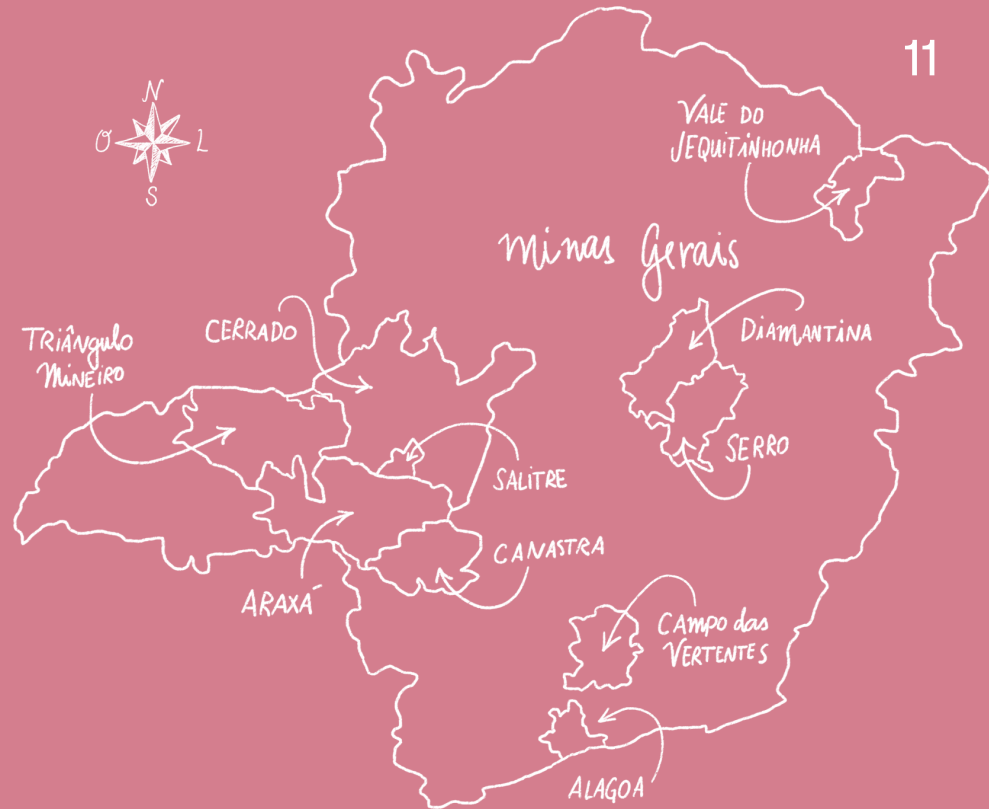 11
N
O L
S
VALE DO
JEQUITINHONHA
Minas Gerais
TRIÂNgulo
MINEIRO
CERRADO
DIAMANTINA
SERRO
SALITRE
CANASTRA
ARAXÁ
CAMPO das
VERTENTES
ALAGOA